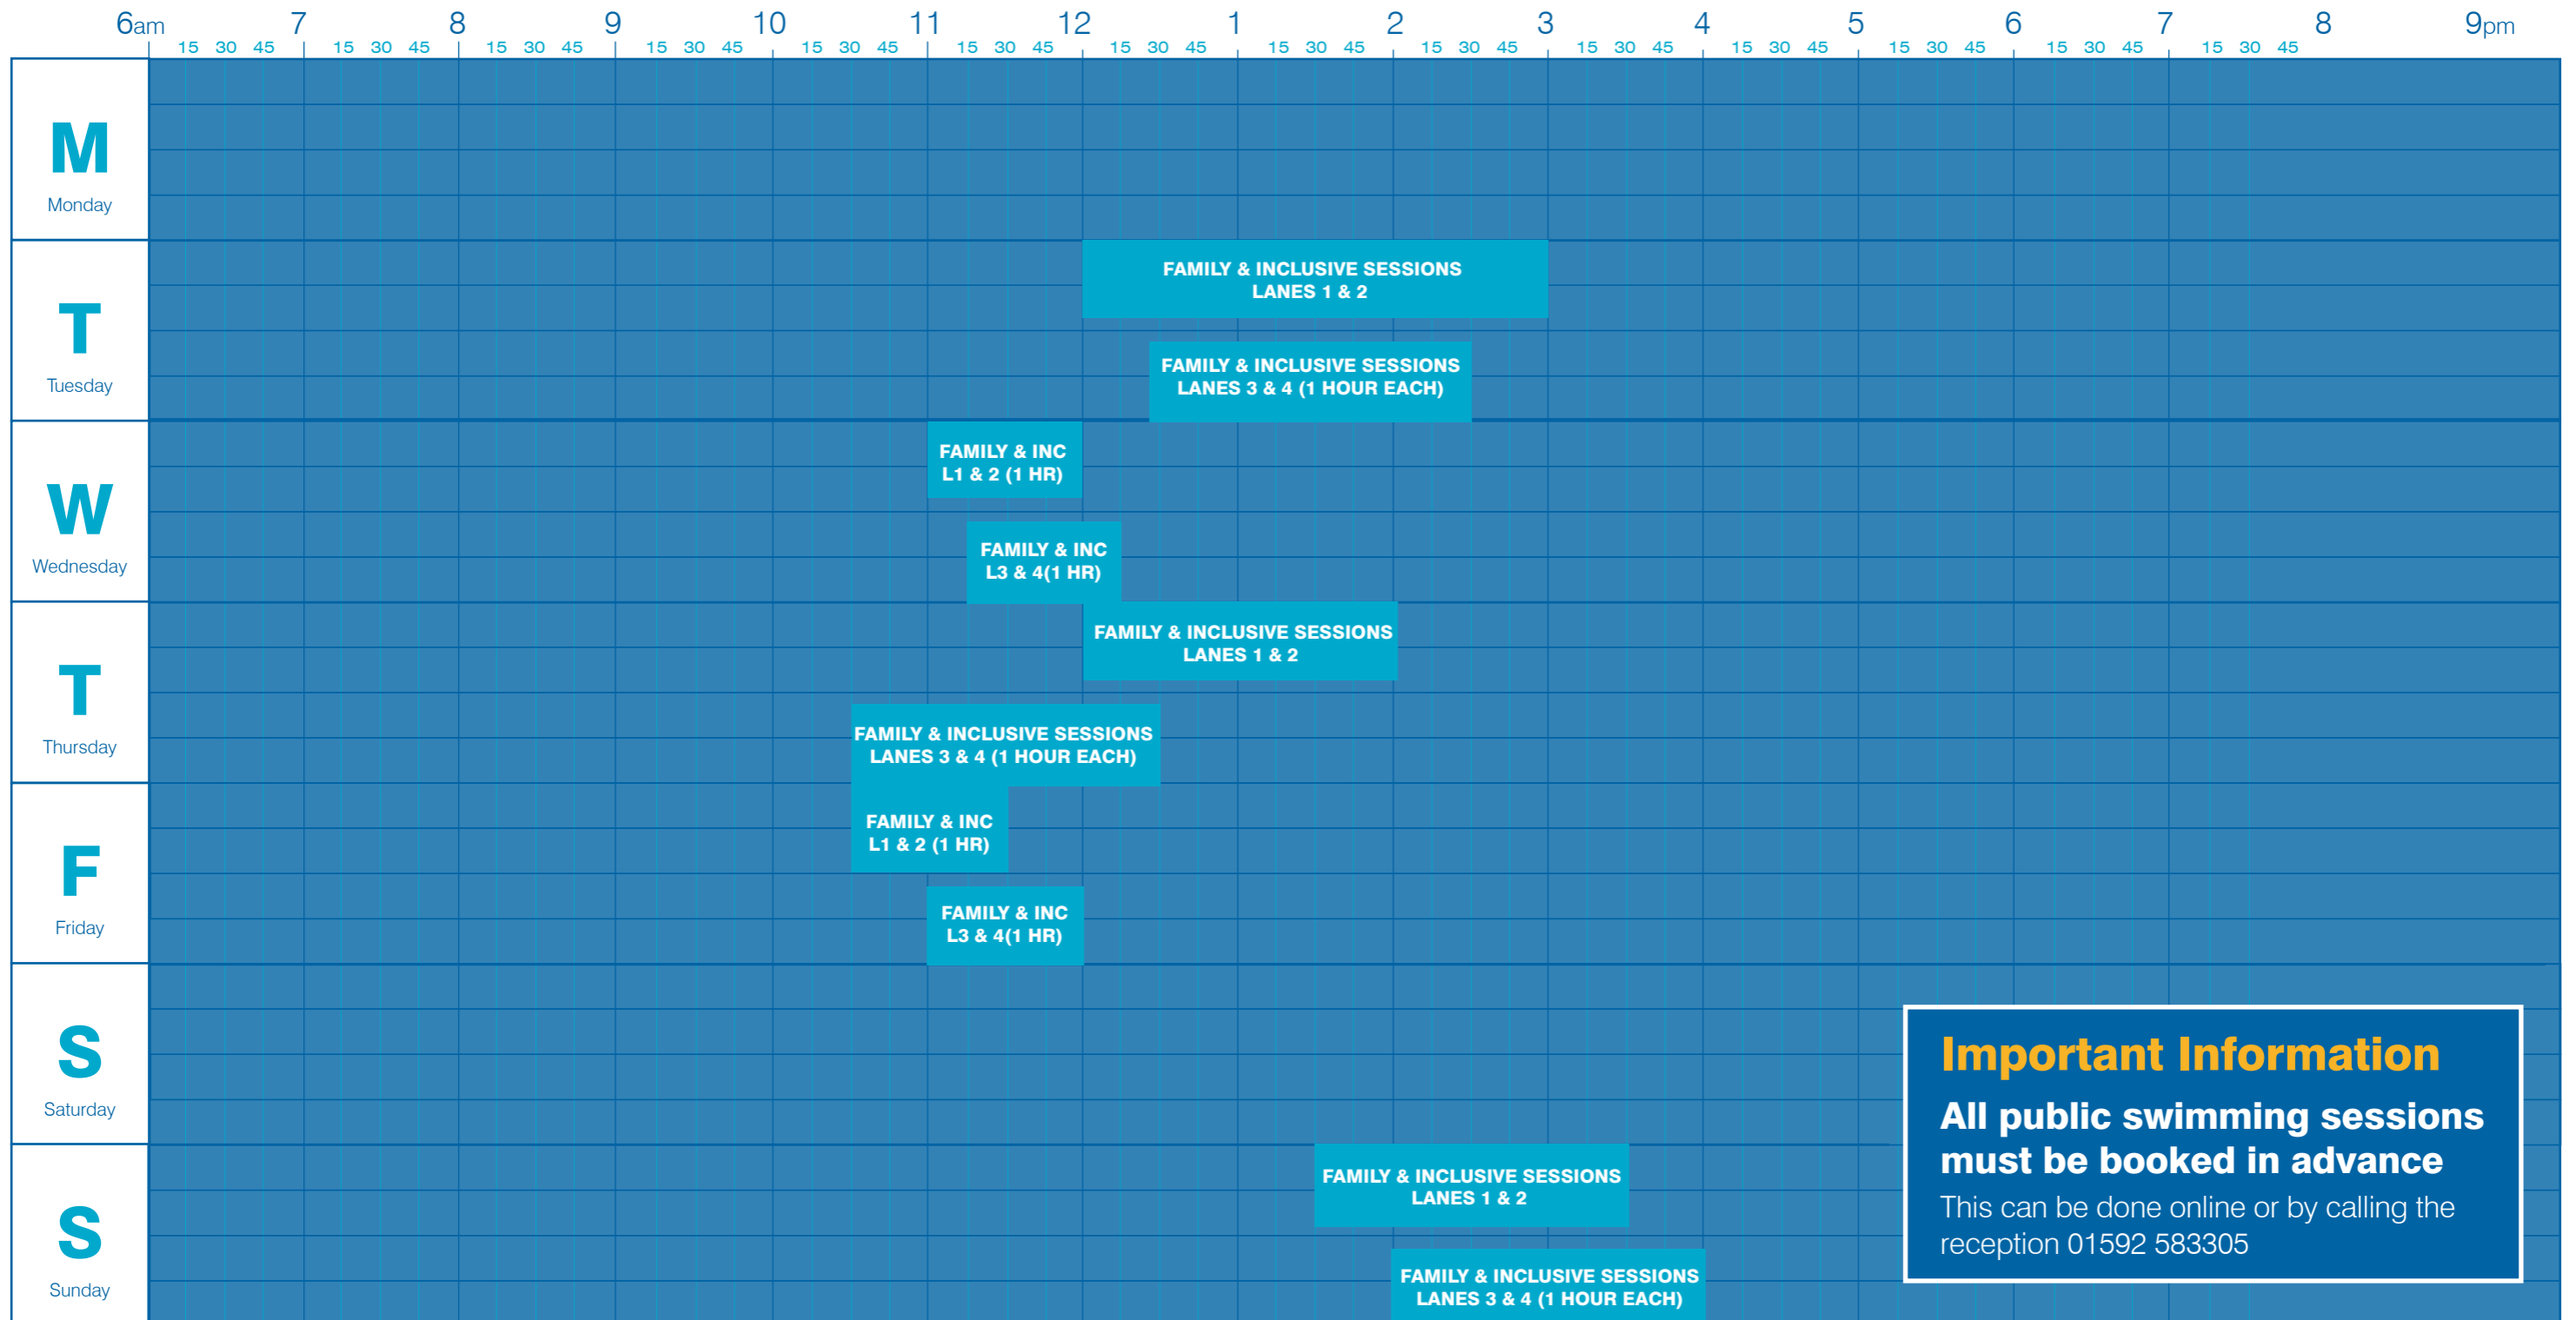 6am 7 8 9 10 11 12 1 2 3 4 5 6 7 8 9pm
15 30 45 15 30 45 15 30 45 15 30 45 15 30 45 15 30 45 15 30 45 15 30 45 15 30 45 15 30 45 15 30 45 15 30 45 15 30 45 15 30 45
M
Monday
T
Tuesday
FAMILY & INCLUSIVE SESSIONS
LANES 1 & 2
FAMILY & INCLUSIVE SESSIONS
LANES 3 & 4 (1 HOUR EACH)
W
Wednesday
FAMILY & INC
L1 & 2 (1 HR)
FAMILY & INC
L3 & 4(1 HR)
T
Thursday
FAMILY & INCLUSIVE SESSIONS
LANES 1 & 2
FAMILY & INCLUSIVE SESSIONS
LANES 3 & 4 (1 HOUR EACH)
F
Friday
FAMILY & INC
L1 & 2 (1 HR)
FAMILY & INC
L3 & 4(1 HR)
S
Saturday
S
Sunday
FAMILY & INCLUSIVE SESSIONS
LANES 1 & 2
FAMILY & INCLUSIVE SESSIONS
LANES 3 & 4 (1 HOUR EACH)
Important Information
All public swimming sessions
must be booked in advance
This can be done online or by calling the
reception 01592 583305